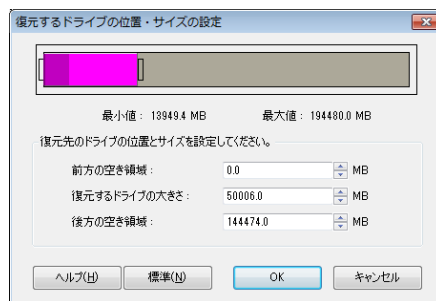 復元するドライブの位置・サイズの設定
最小値： 13949.4 MB 最大値： 194480.0 MB
復元先のドライブの位置とサイズを設定してください。
前方の空き領域： 0.0 MB
復元するドライブの大きさ： 50006.0 MB
後方の空き領域： 144474.0 MB
ヘルプ(H) 標準(N) OK キャンセル